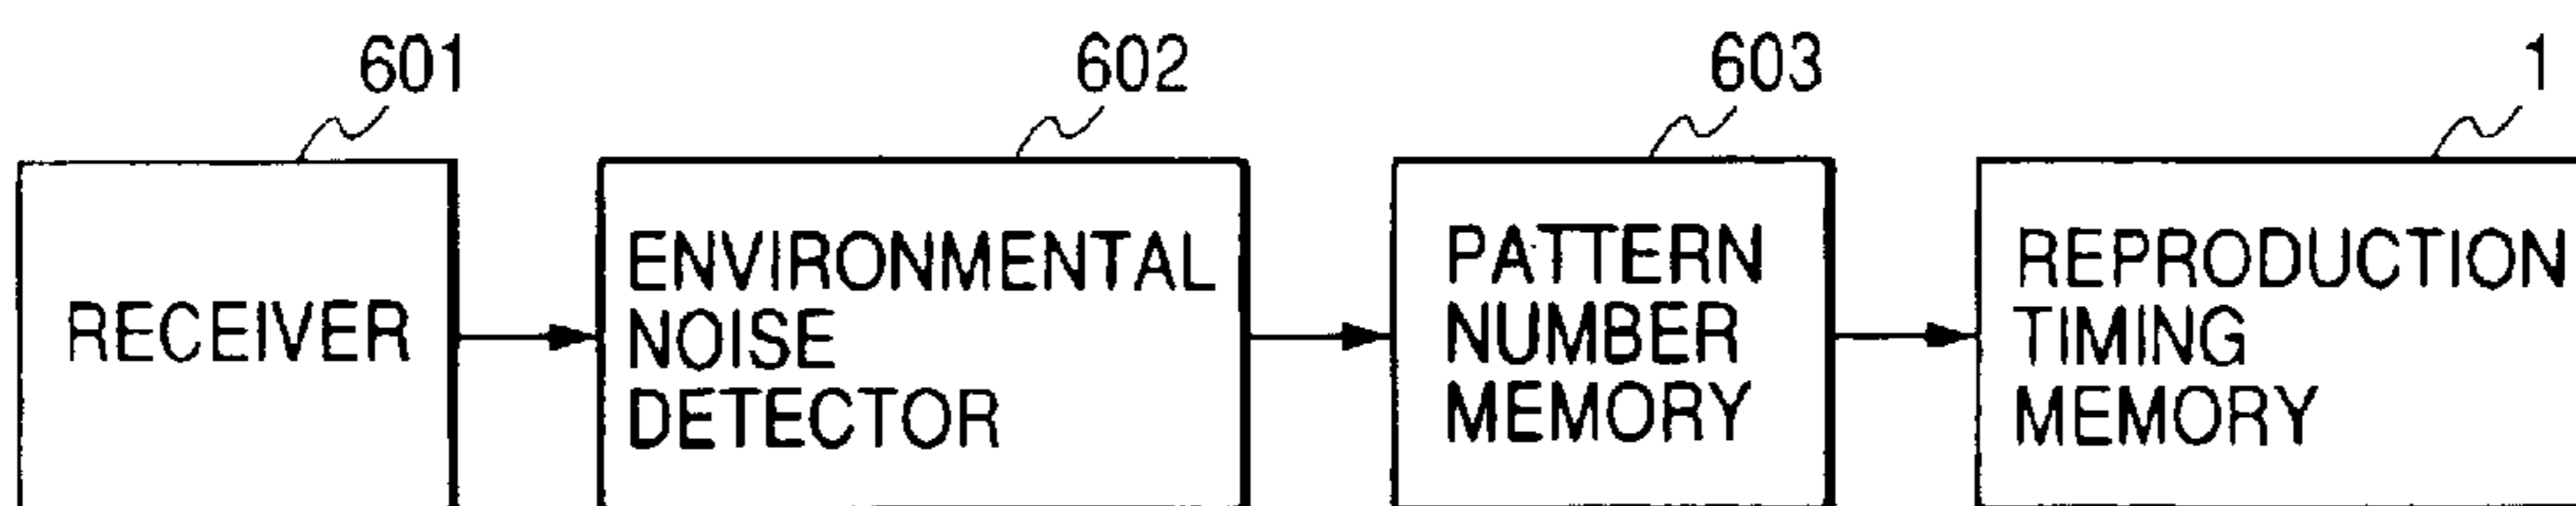 601
602
603
1
RECEIVER
ENVIRONMENTAL
NOISE
DETECTOR
PATTERN
NUMBER
MEMORY
REPRODUCTION
TIMING
MEMORY